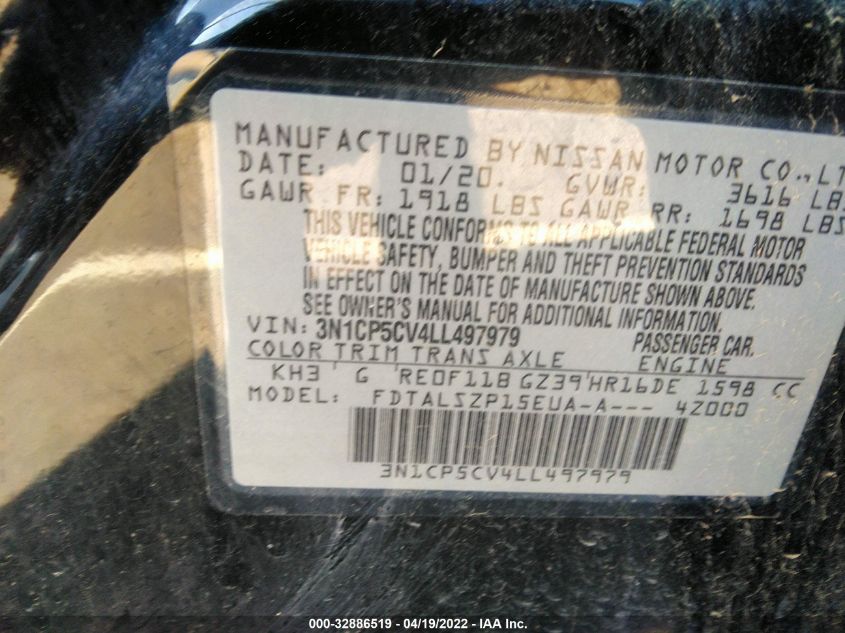 MANUFACTURED BY NISSAN MOTOR CO.,LT
DATE: 01/20. GVWR: 3616 LBS
GAWR FR: 1918 LBS GAWR RR: 1698 LBS
THIS VEHICLE CONFORMS TO ALL APPLICABLE FEDERAL MOTOR
VEHICLE SAFETY, BUMPER AND THEFT PREVENTION STANDARDS
IN EFFECT ON THE DATE OF MANUFACTURE SHOWN ABOVE.
SEE OWNER'S MANUAL FOR ADDITIONAL INFORMATION.
VIN: 3N1CP5CV4LL497979 PASSENGER CAR.
COLOR TRIM TRANS AXLE ENGINE
KH3 G RE0F11B GZ39 HR16DE 1598 CC
MODEL: FDTALSZP15EUA-A--- 4Z000
3N1CP5CV4LL497979
000-32886519 - 04/19/2022 - IAA Inc.